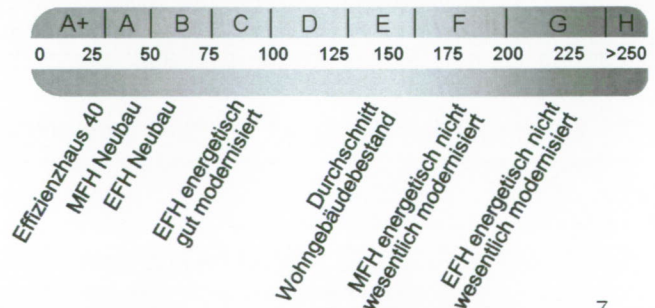 A+ | A | B | C | D | E | F | G | H
0 25 50 75 100 125 150 175 200 225 >250
Effizienzhaus 40
MFH Neubau
EFH Neubau
EFH energetisch
gut modernisiert
Durchschnitt
Wohngebäudebestand
MFH energetisch nicht
wesentlich modernisiert
EFH energetisch nicht
wesentlich modernisiert
7